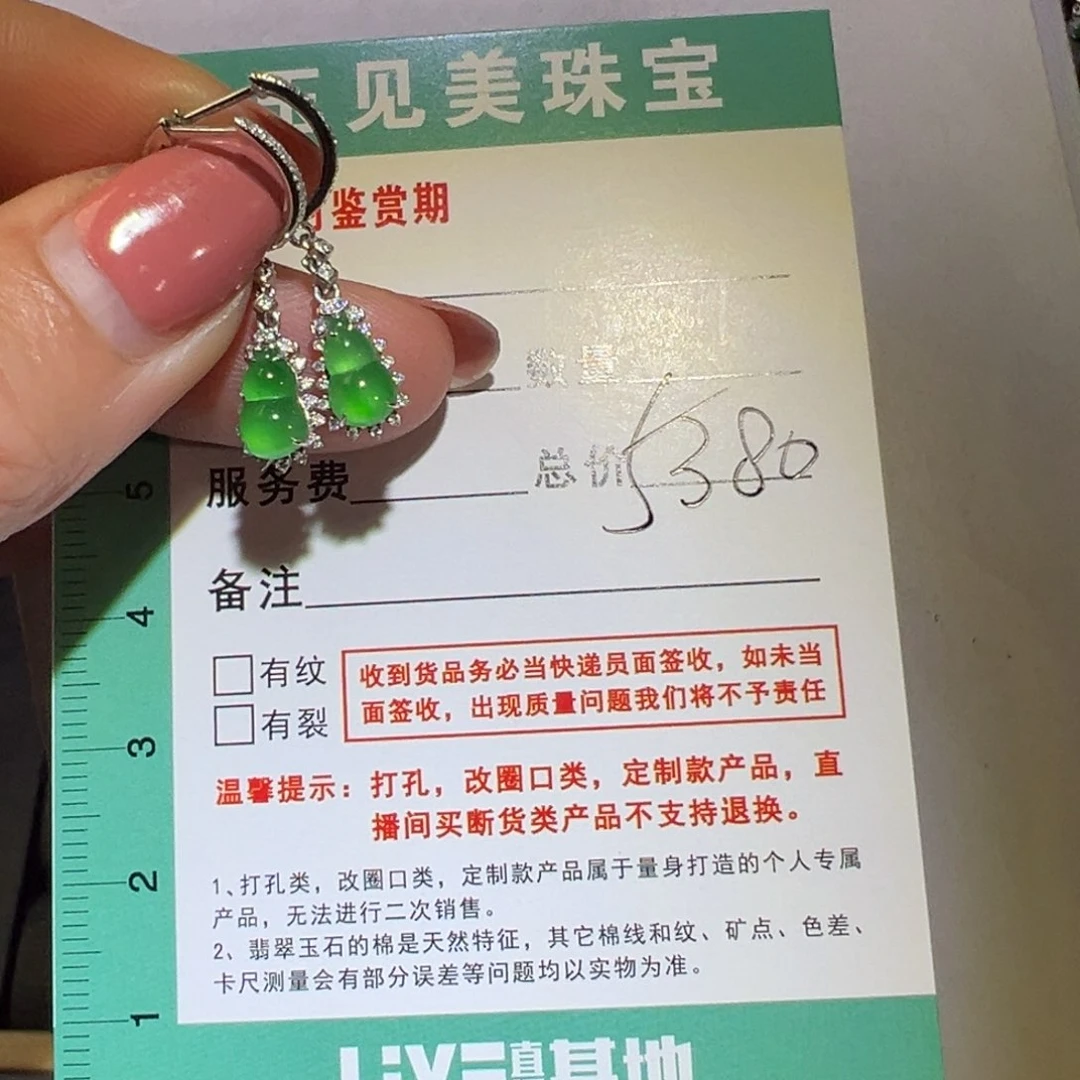 见美珠宝
鉴赏期
数量
服务费 总价 5380
备注
有纹
有裂
收到货品务必当快递员面签收，如未当
面签收，出现质量问题我们将不予责任
温馨提示：打孔，改圈口类，定制款产品，直
播间买断货类产品不支持退换。
1、打孔类，改圈口类，定制款产品属于量身打造的个人专属
产品，无法进行二次销售。
2、翡翠玉石的棉是天然特征，其它棉线和纹、矿点、色差、
卡尺测量会有部分误差等问题均以实物为准。
5
4
3
2
1
LIVE直基地